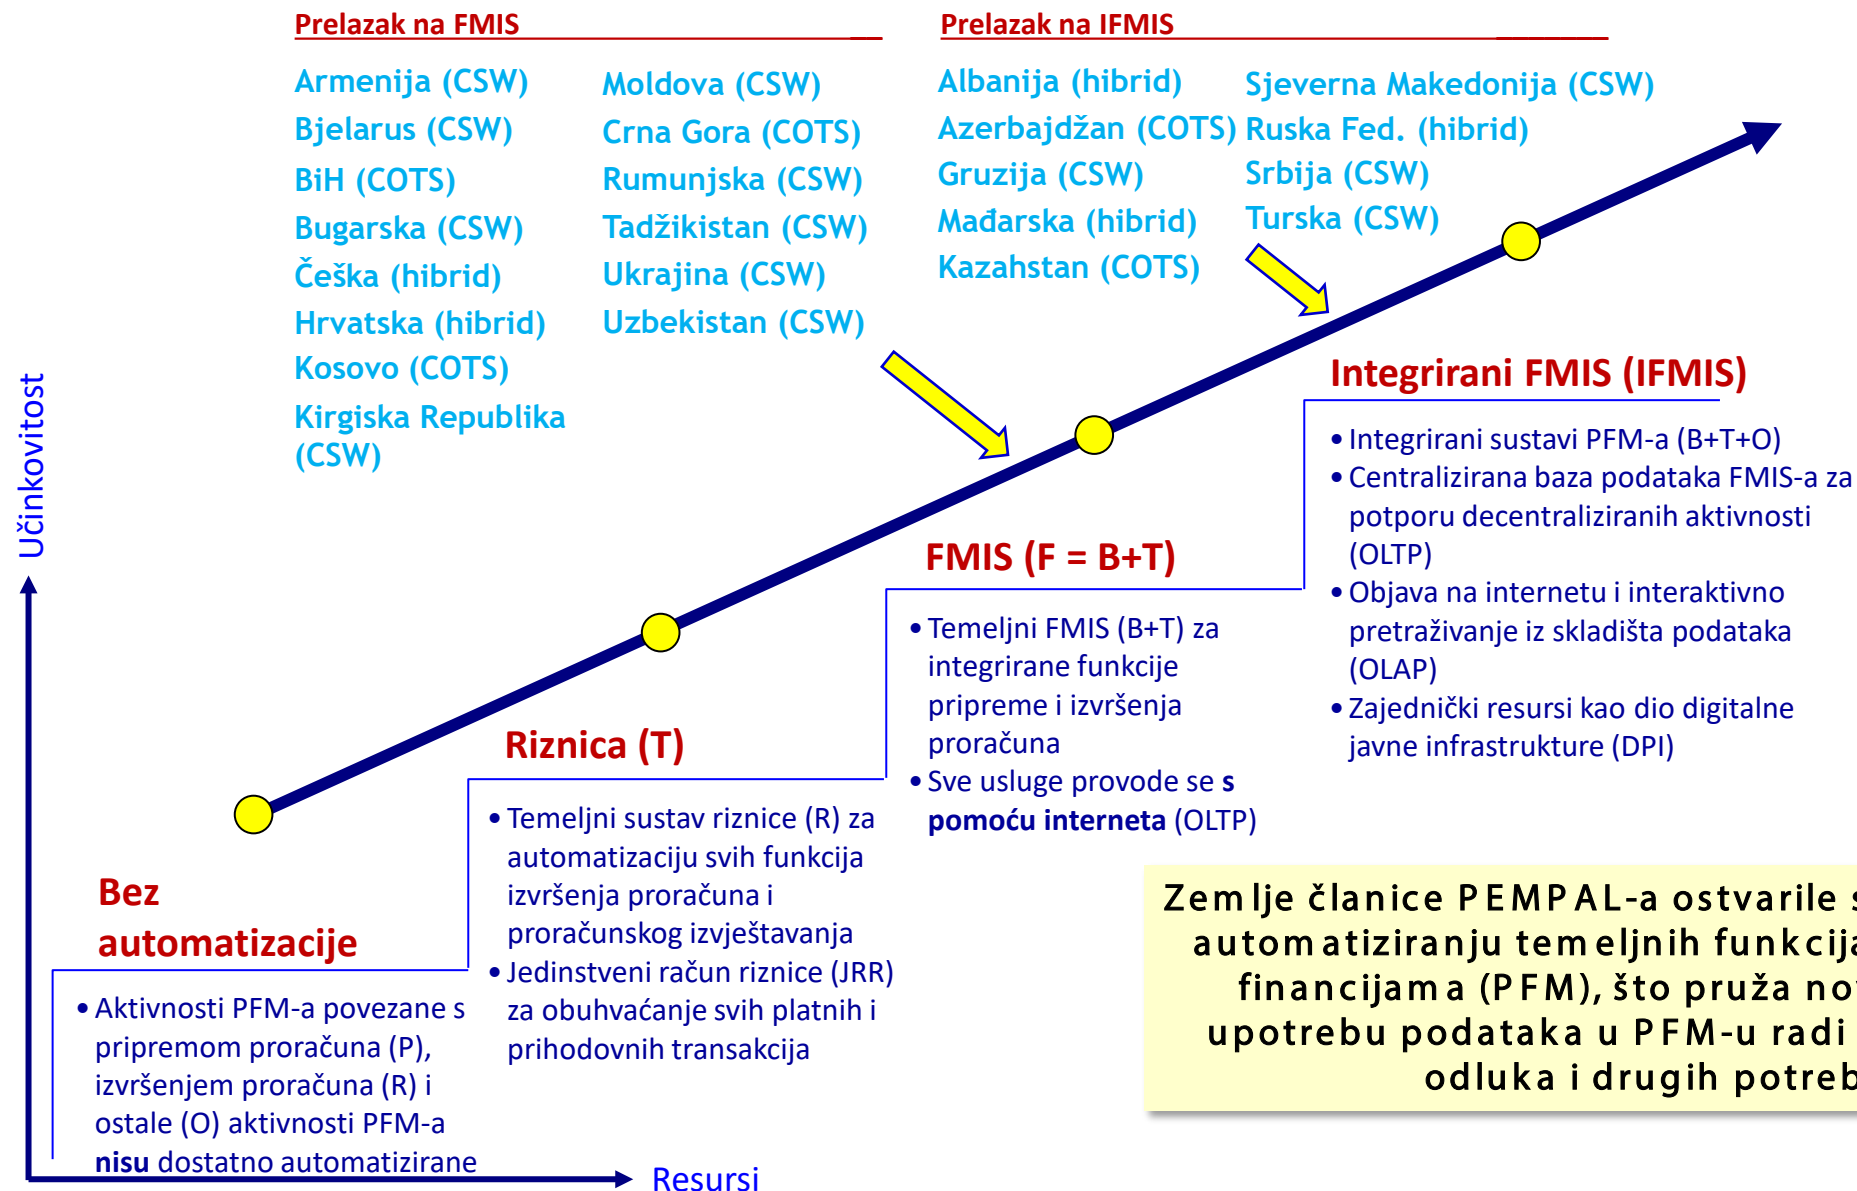 Prelazak na FMIS
Armenija (CSW)
Bjelarus (CSW)
BiH (COTS)
Bugarska (CSW)
Češka (hibrid)
Hrvatska (hibrid)
Kosovo (COTS)
Kirgiska Republika
(CSW)
Moldova (CSW)
Crna Gora (COTS)
Rumunjska (CSW)
Tadžikistan (CSW)
Ukrajina (CSW)
Uzbekistan (CSW)
Prelazak na IFMIS
Albanija (hibrid)
Azerbajdžan (COTS)
Gruzija (CSW)
Mađarska (hibrid)
Kazahstan (COTS)
Sjeverna Makedonija (CSW)
Ruska Fed. (hibrid)
Srbija (CSW)
Turska (CSW)
Učinkovitost
Bez
automatizacije
• Aktivnosti PFM-a povezane s
pripremom proračuna (P),
izvršenjem proračuna (R) i
ostale (O) aktivnosti PFM-a
nisu dostatno automatizirane
Riznica (T)
• Temeljni sustav riznice (R) za
automatizaciju svih funkcija
izvršenja proračuna i
proračunskog izvještavanja
• Jedinstveni račun riznice (JRR)
za obuhvaćanje svih platnih i
prihodovnih transakcija
FMIS (F = B+T)
• Temeljni FMIS (B+T) za
integrirane funkcije
pripreme i izvršenja
proračuna
• Sve usluge provode se s
pomoću interneta (OLTP)
Integrirani FMIS (IFMIS)
• Integrirani sustavi PFM-a (B+T+O)
• Centralizirana baza podataka FMIS-a za
potporu decentraliziranih aktivnosti
(OLTP)
• Objava na internetu i interaktivno
pretraživanje iz skladišta podataka
(OLAP)
• Zajednički resursi kao dio digitalne
javne infrastrukture (DPI)
Zemlje članice PEMPAL-a ostvarile
automatiziranju temeljnih funkcija
financijama (PFM), što pruža
upotrebu podataka u PFM-u radi
odluka i drugih
Resursi